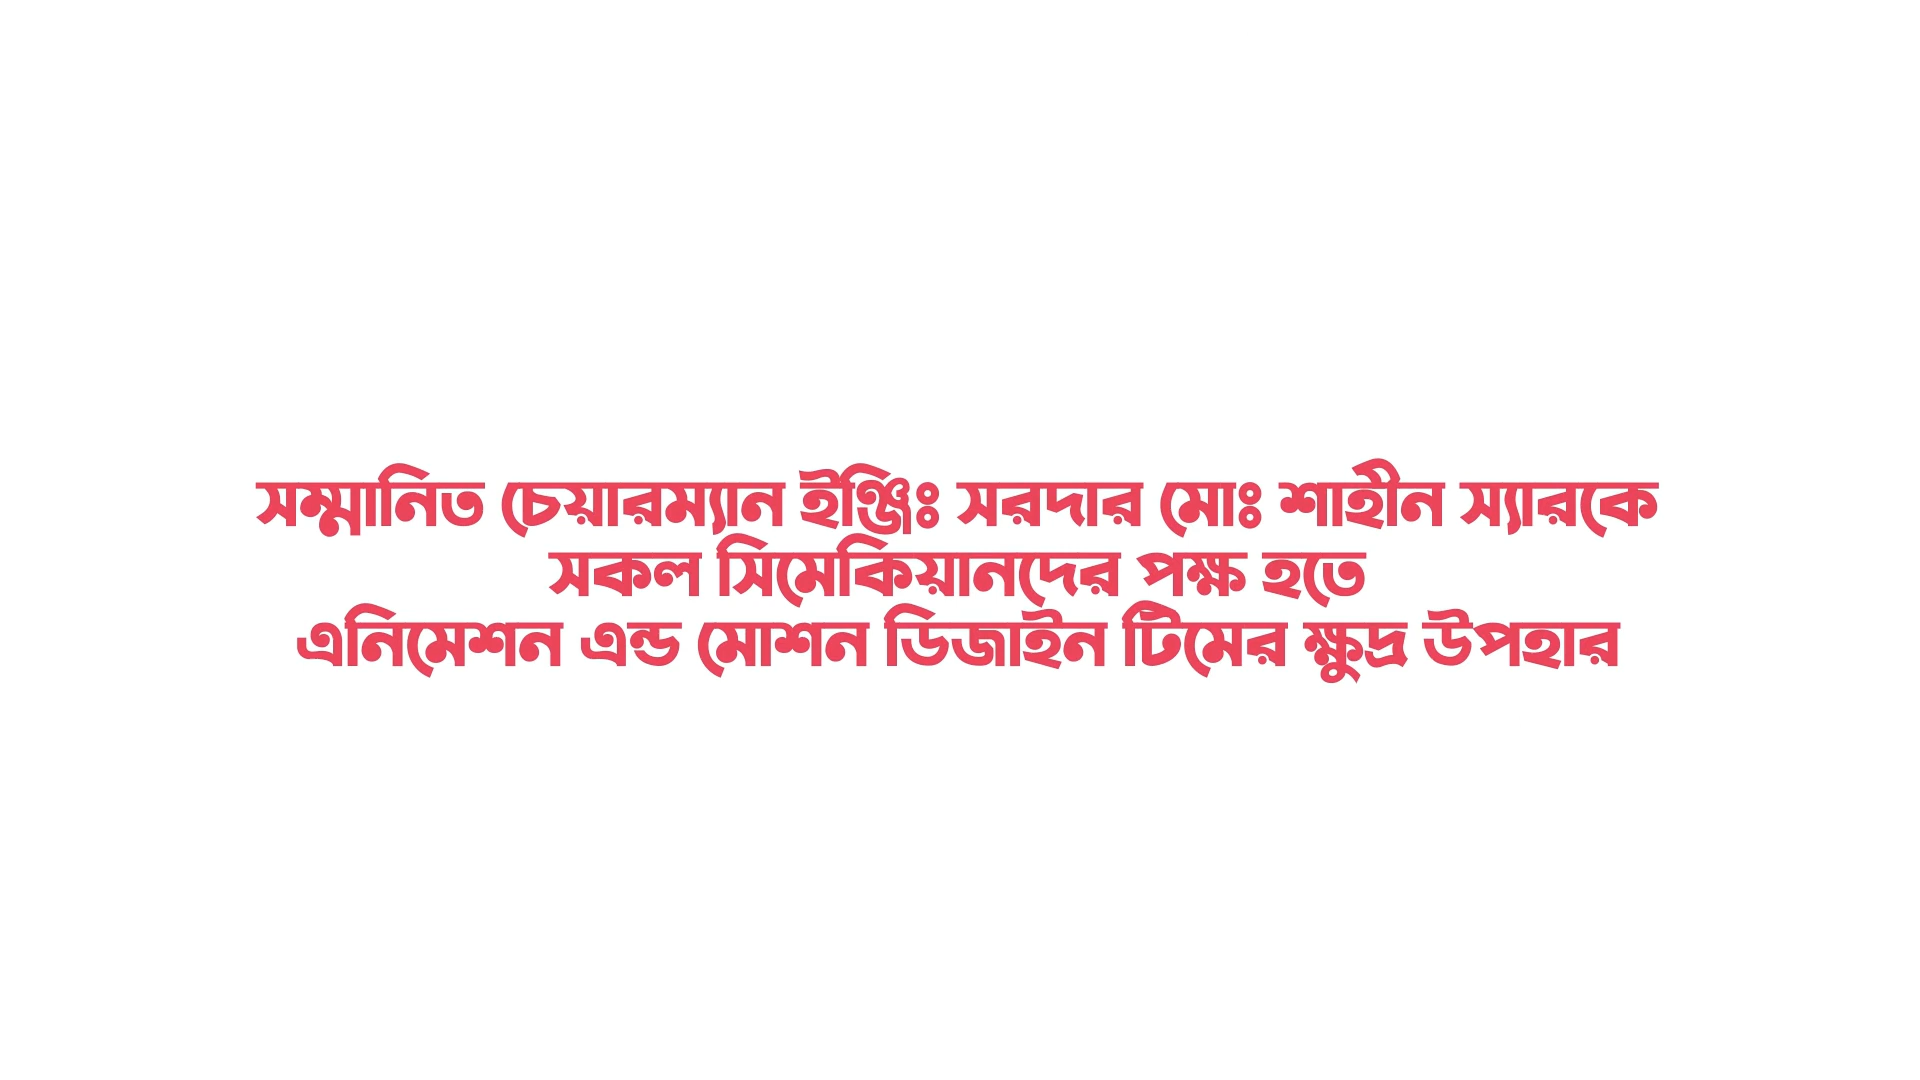 সম্মানিত চেয়ারম্যান ইঞ্জিঃ সরদার মোঃ শাহীন স্যারকে
সকল সিমেকিয়ানদের পক্ষ হতে
এনিমেশন এন্ড মোশন ডিজাইন টিমের ক্ষুদ্র উপহার